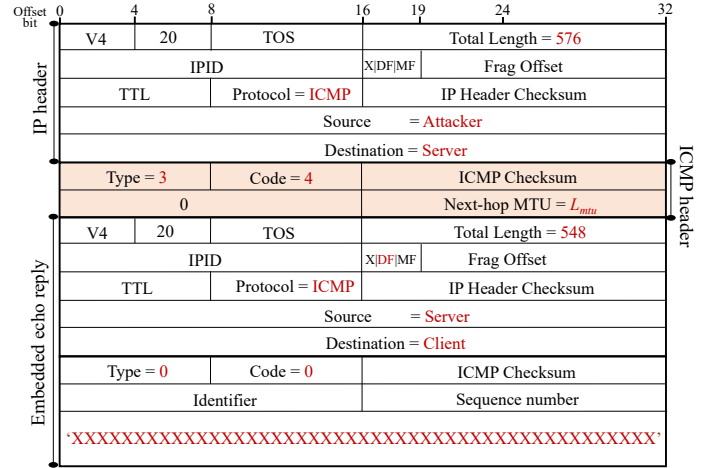 Offset bit 0 4 8 16 19 24 32
IP header
V4 20 TOS Total Length = 576
IPID X|DF|MF Frag Offset
TTL Protocol = ICMP IP Header Checksum
Source = Attacker
Destination = Server
ICMP header
Type = 3 Code = 4 ICMP Checksum
0 Next-hop MTU = Lmtu
Embedded echo reply
V4 20 TOS Total Length = 548
IPID X|DF|MF Frag Offset
TTL Protocol = ICMP IP Header Checksum
Source = Server
Destination = Client
Type = 0 Code = 0 ICMP Checksum
Identifier Sequence number
‘XXXXXXXXXXXXXXXXXXXXXXXXXXXXXXXXXXXXXXXXXX’